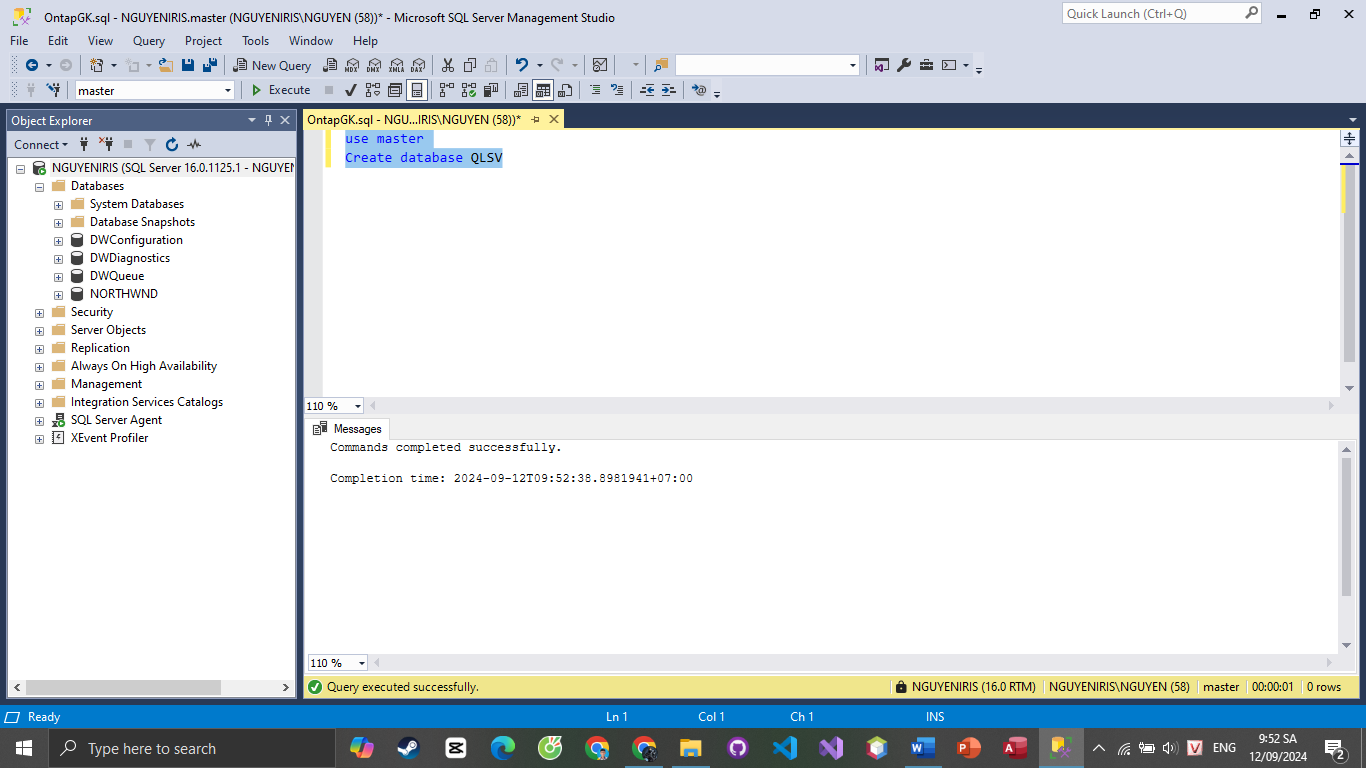 OntapGK.sql - NGUYENIRIS.master (NGUYENIRIS\NGUYEN (58))* - Microsoft SQL Server Management Studio
Quick Launch (Ctrl+Q)
File Edit View Query Project Tools Window Help
New Query MDX DMX XMLA DAX
master Execute
Object Explorer
OntapGK.sql - NGU...IRIS\NGUYEN (58))*
Connect
use master
Create database QLSV
NGUYENIRIS (SQL Server 16.0.1125.1 - NGUYEN
Databases
System Databases
Database Snapshots
DWConfiguration
DWDiagnostics
DWQueue
NORTHWND
Security
Server Objects
Replication
Always On High Availability
Management
Integration Services Catalogs
SQL Server Agent
XEvent Profiler
110 %
Messages
Commands completed successfully.
Completion time: 2024-09-12T09:52:38.8981941+07:00
110 %
Query executed successfully. NGUYENIRIS (16.0 RTM) NGUYENIRIS\NGUYEN (58) master 00:00:01 0 rows
Ready Ln 1 Col 1 Ch 1 INS
Type here to search
V ENG 9:52 SA
12/09/2024
2